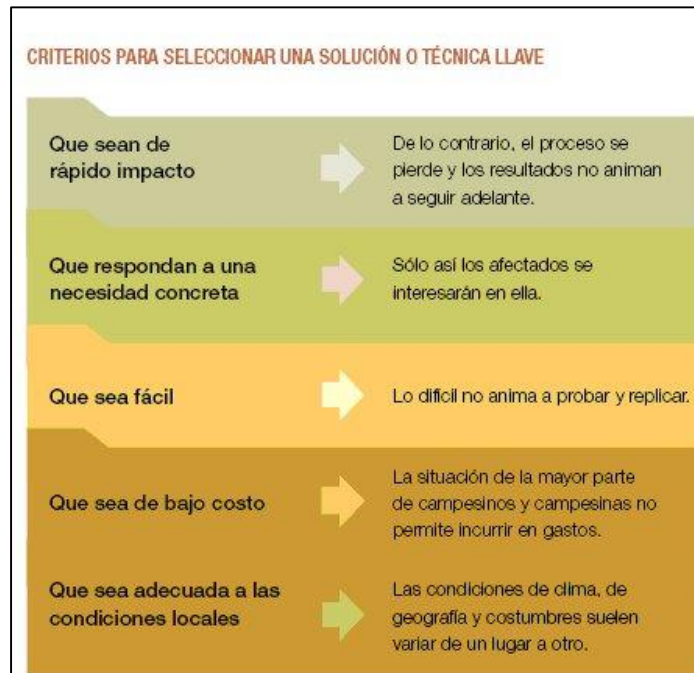 CRITERIOS PARA SELECCIONAR UNA SOLUCIÓN O TÉCNICA LLAVE
Que sean de
rápido impacto
De lo contrario, el proceso se
pierde y los resultados no animan
a seguir adelante.
Que respondan a una
necesidad concreta
Sólo así los afectados se
interesarán en ella.
Que sea fácil
Lo difícil no anima a probar y replicar.
Que sea de bajo costo
La situación de la mayor parte
de campesinos y campesinas no
permite incurrir en gastos.
Que sea adecuada a las
condiciones locales
Las condiciones de clima, de
geografía y costumbres suelen
variar de un lugar a otro.